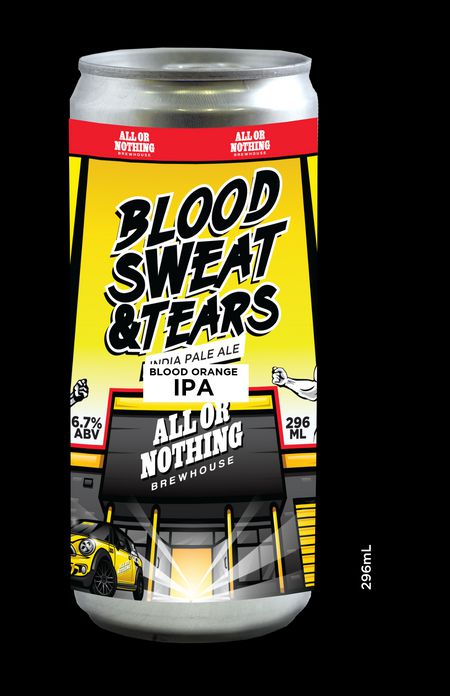 ALL OR
NOTHING
BREWHOUSE
ALL OR
NOTHING
BREWHOUSE
BLOOD
SWEAT
&TEARS
INDIA PALE ALE
BLOOD ORANGE
IPA
6.7%
ABV
296
ML
ALL OR
NOTHING
BREWHOUSE
296mL